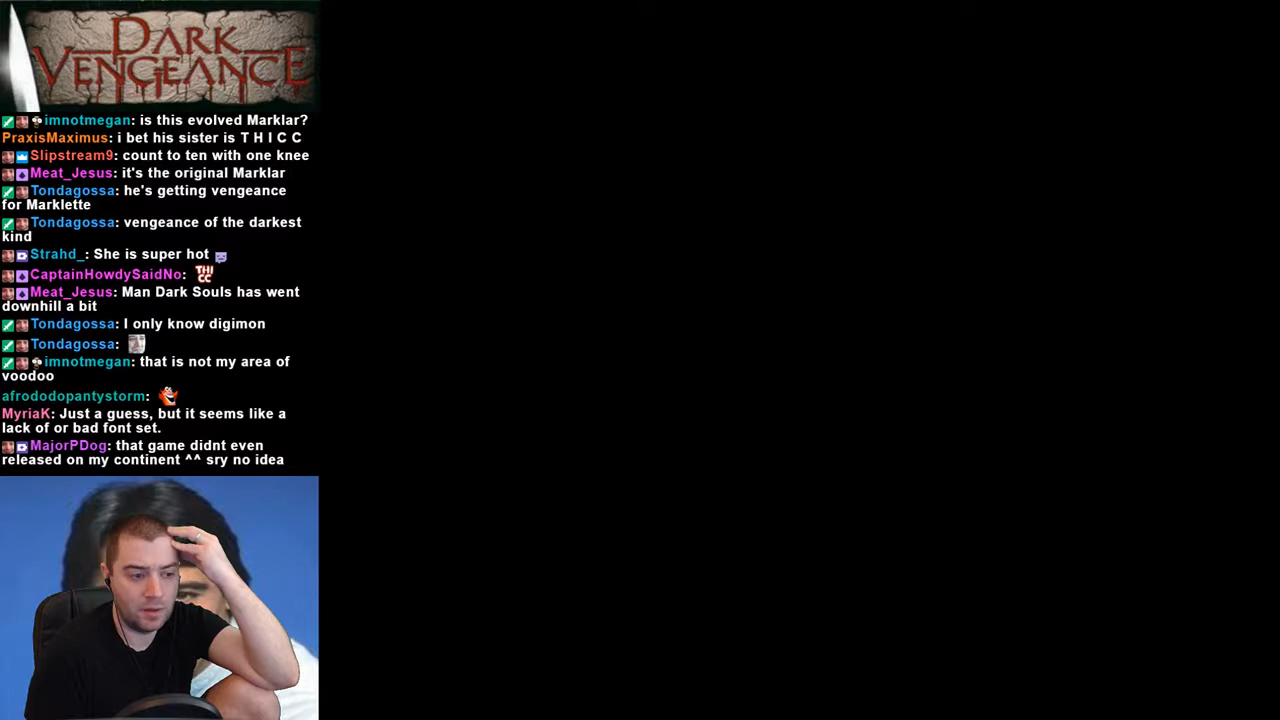 DARK
VENGEANCE
imnotmegan: is this evolved Marklar?
PraxisMaximus: i bet his sister is T H I C C
Slipstream9: count to ten with one knee
Meat_Jesus: it's the original Marklar
Tondagossa: he's getting vengeance
for Marklette
Tondagossa: vengeance of the darkest
kind
Strahd_: She is super hot
CaptainHowdySaidNo: THI
CC
Meat_Jesus: Man Dark Souls has went
downhill a bit
Tondagossa: I only know digimon
Tondagossa:
imnotmegan: that is not my area of
voodoo
afrododopantystorm:
MyriaK: Just a guess, but it seems like a
lack of or bad font set.
MajorPDog: that game didnt even
released on my continent ^^ sry no idea